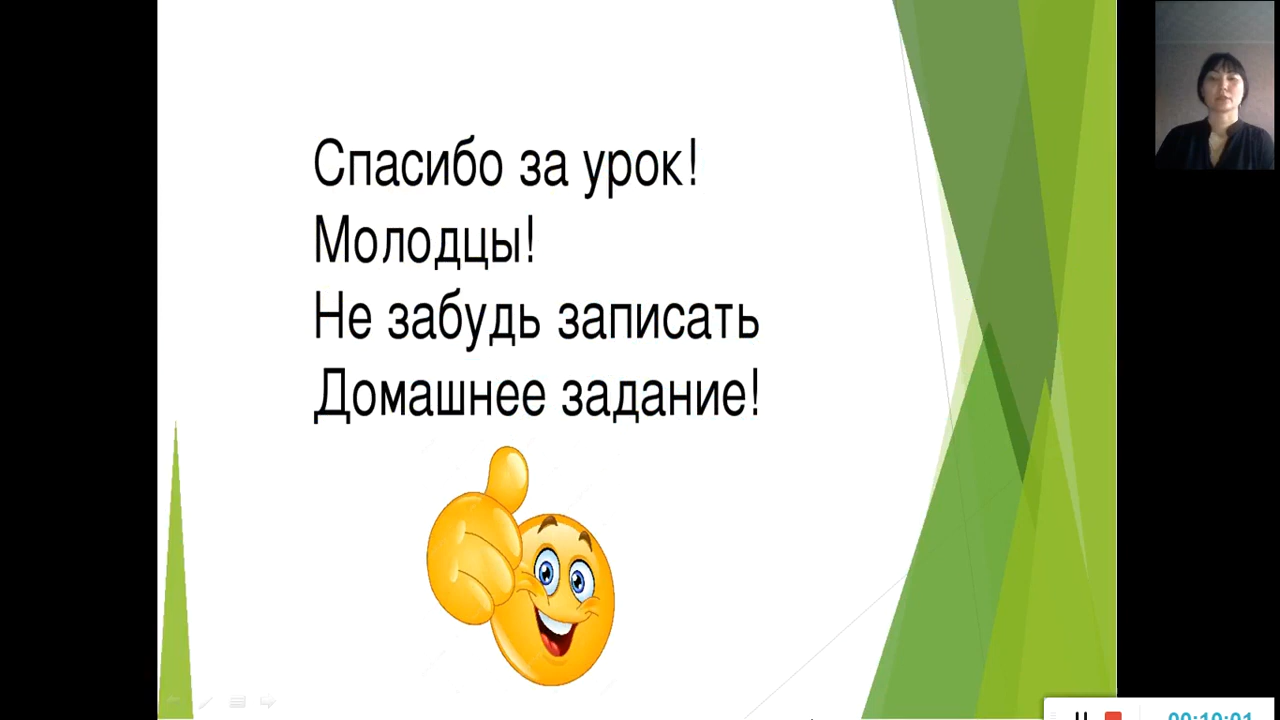 Спасибо за урок!
Молодцы!
Не забудь записать
Домашнее задание!